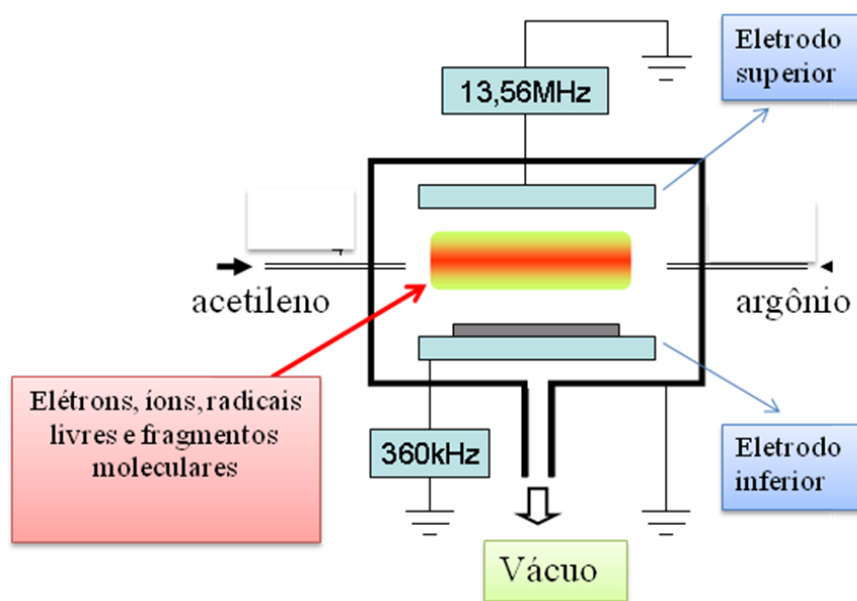 Eletrodo
superior
13,56MHz
acetileno
argônio
Elétrons, íons, radicais
livres e fragmentos
moleculares
360kHz
Eletrodo
inferior
Vácuo